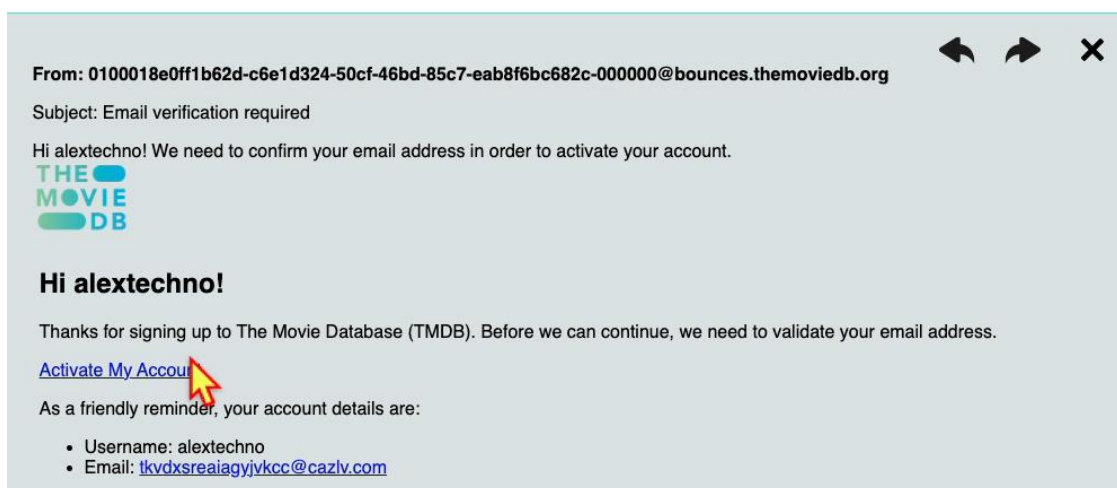 From: 0100018e0ff1b62d-c6e1d324-50cf-46bd-85c7-eab8f6bc682c-000000@bounces.themoviedb.org
Subject: Email verification required
Hi alextechno! We need to confirm your email address in order to activate your account.
THE
MOVIE
DB
Hi alextechno!
Thanks for signing up to The Movie Database (TMDB). Before we can continue, we need to validate your email address.
Activate My Account
As a friendly reminder, your account details are:
• Username: alextechno
• Email: tkvdxsreaiagyjvkcc@cazlv.com